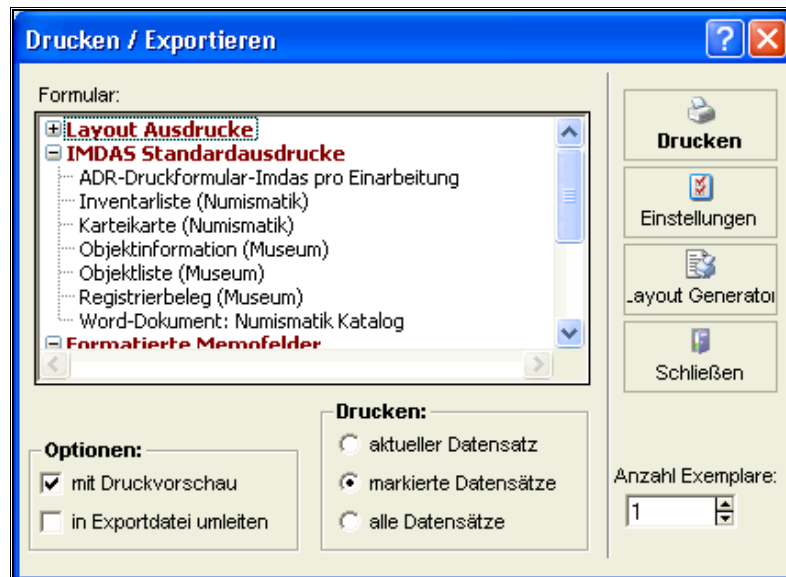 Drucken / Exportieren
Formular:
Layout Ausdrucke
IMDAS Standardausdrucke
ADR-Druckformular-Imdas pro Einarbeitung
Inventarliste (Numismatik)
Karteikarte (Numismatik)
Objektinformation (Museum)
Objektliste (Museum)
Registrierbeleg (Museum)
Word-Dokument: Numismatik Katalog
Formatierte Memofelder
Optionen:
mit Druckvorschau
in Exportdatei umleiten
Drucken:
aktueller Datensatz
markierte Datensätze
alle Datensätze
Drucken
Einstellungen
Layout Generator
Schließen
Anzahl Exemplare:
1